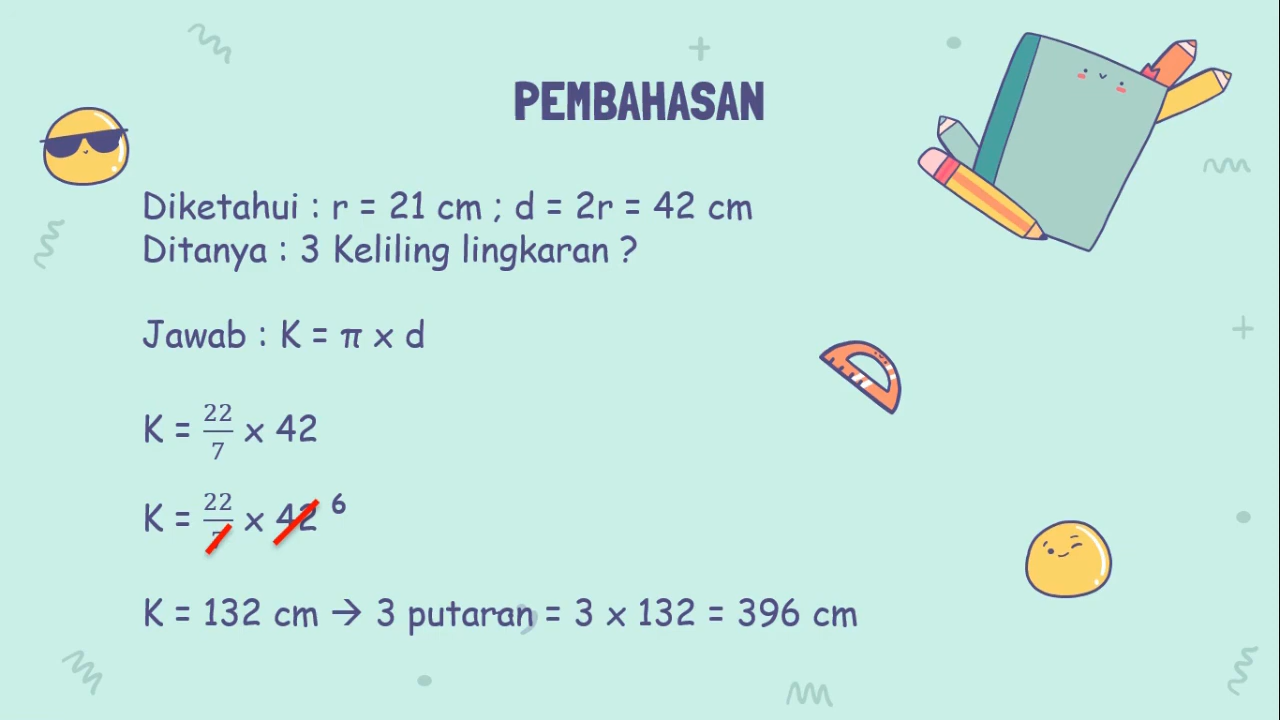 PEMBAHASAN
Diketahui : r = 21 cm ; d = 2r = 42 cm
Ditanya : 3 Keliling lingkaran ?
Jawab : K = π x d
K = 22/7 x 42
K = 22/7 x 42 6
K = 132 cm → 3 putaran = 3 x 132 = 396 cm